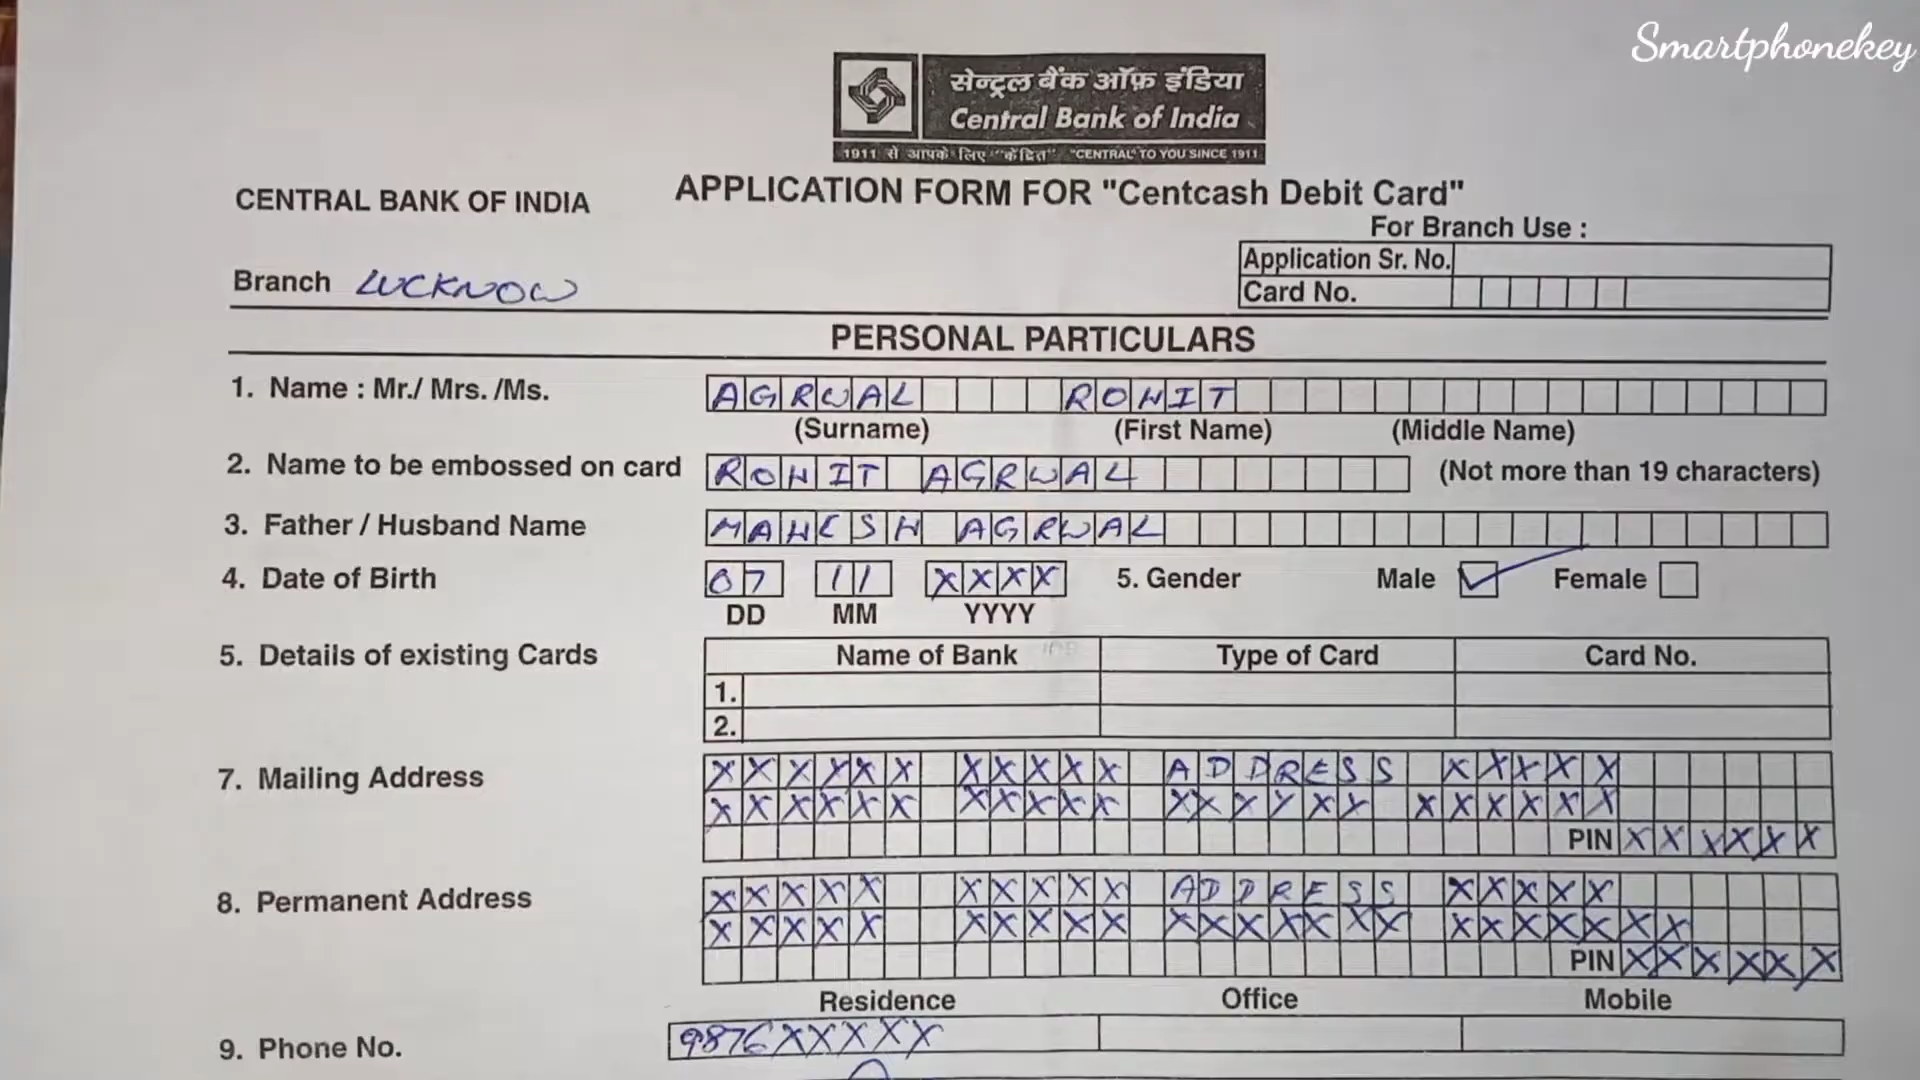 Smartphonekey
सेन्ट्रल बैंक ऑफ़ इंडिया
Central Bank of India
1911 से आपके लिए "केंद्रित" "CENTRAL" TO YOU SINCE 1911
CENTRAL BANK OF INDIA
APPLICATION FORM FOR "Centcash Debit Card"
For Branch Use :
Application Sr. No.
Branch LUCKNOW
Card No.
PERSONAL PARTICULARS
1. Name : Mr./ Mrs. /Ms. AGRWAL ROHIT
(Surname) (First Name) (Middle Name)
2. Name to be embossed on card ROHIT AGRWAL (Not more than 19 characters)
3. Father / Husband Name MAHESH AGRWAL
4. Date of Birth 07 11 XXXX 5. Gender Male Female
DD MM YYYY
5. Details of existing Cards Name of Bank Type of Card Card No.
1.
2.
7. Mailing Address XXXXXX XXXXX ADDRESS XXXXX
XXXXXX XXXXX XXXXXX XXXXXX
PIN XXXXXX
8. Permanent Address XXXXX XXXXX ADDRESS XXXXX
XXXXX XXXXX XXXXXXX XXXXXXX
PIN XXXXXX
Residence Office Mobile
9. Phone No. 9876XXXXX